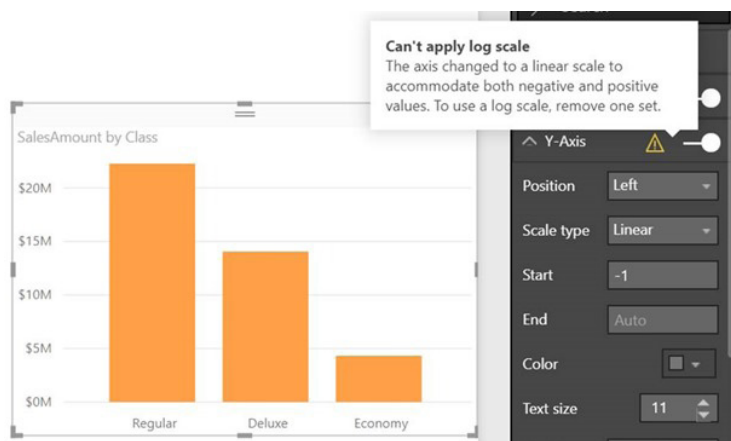 Can't apply log scale
The axis changed to a linear scale to
accommodate both negative and positive
values. To use a log scale, remove one set.
SalesAmount by Class
$20M
$15M
$10M
$5M
$0M
Regular Deluxe Economy
Y-Axis
Position Left
Scale type Linear
Start -1
End Auto
Color
Text size 11